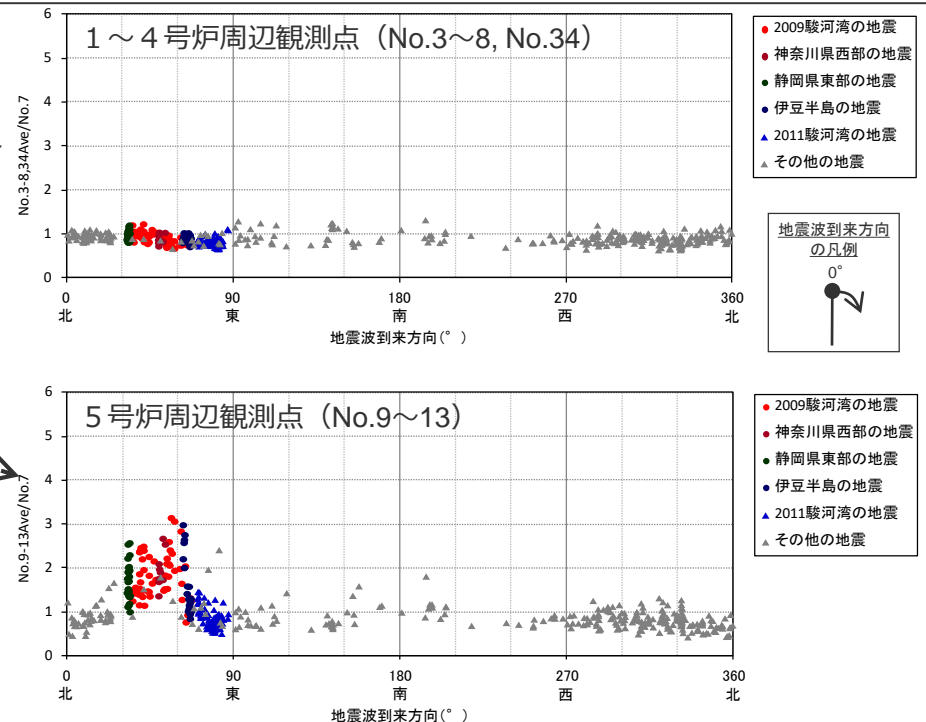 1～4号炉周辺観測点（No.3～8, No.34）
No.3-8,34Ave/No.7
6
5
4
3
2
1
0
0
90
180
270
360
北
東
南
西
北
地震波到来方向(°)
2009駿河湾の地震
神奈川県西部の地震
静岡県東部の地震
伊豆半島の地震
2011駿河湾の地震
その他の地震
地震波到来方向
の凡例
0°
5号炉周辺観測点（No.9～13）
No.9-13Ave/No.7
6
5
4
3
2
1
0
0
90
180
270
360
北
東
南
西
北
地震波到来方向(°)
2009駿河湾の地震
神奈川県西部の地震
静岡県東部の地震
伊豆半島の地震
2011駿河湾の地震
その他の地震